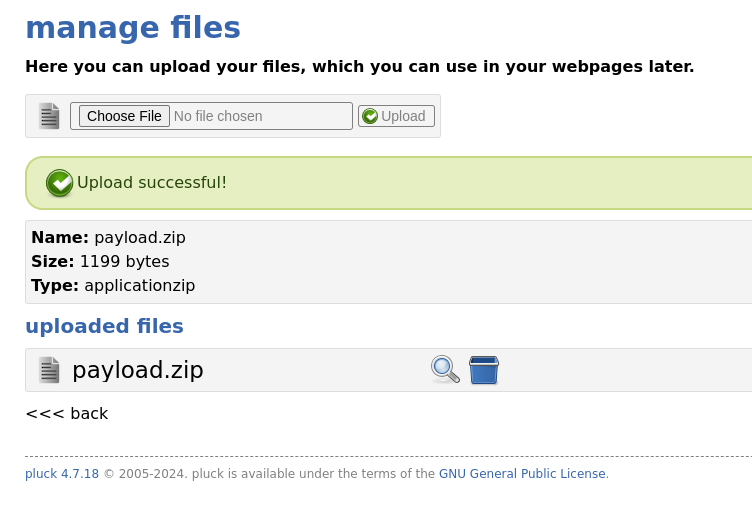 manage files
Here you can upload your files, which you can use in your webpages later.
Choose File No file chosen Upload
Upload successful!
Name: payload.zip
Size: 1199 bytes
Type: applicationzip
uploaded files
payload.zip
<<< back
pluck 4.7.18 © 2005-2024. pluck is available under the terms of the GNU General Public License.